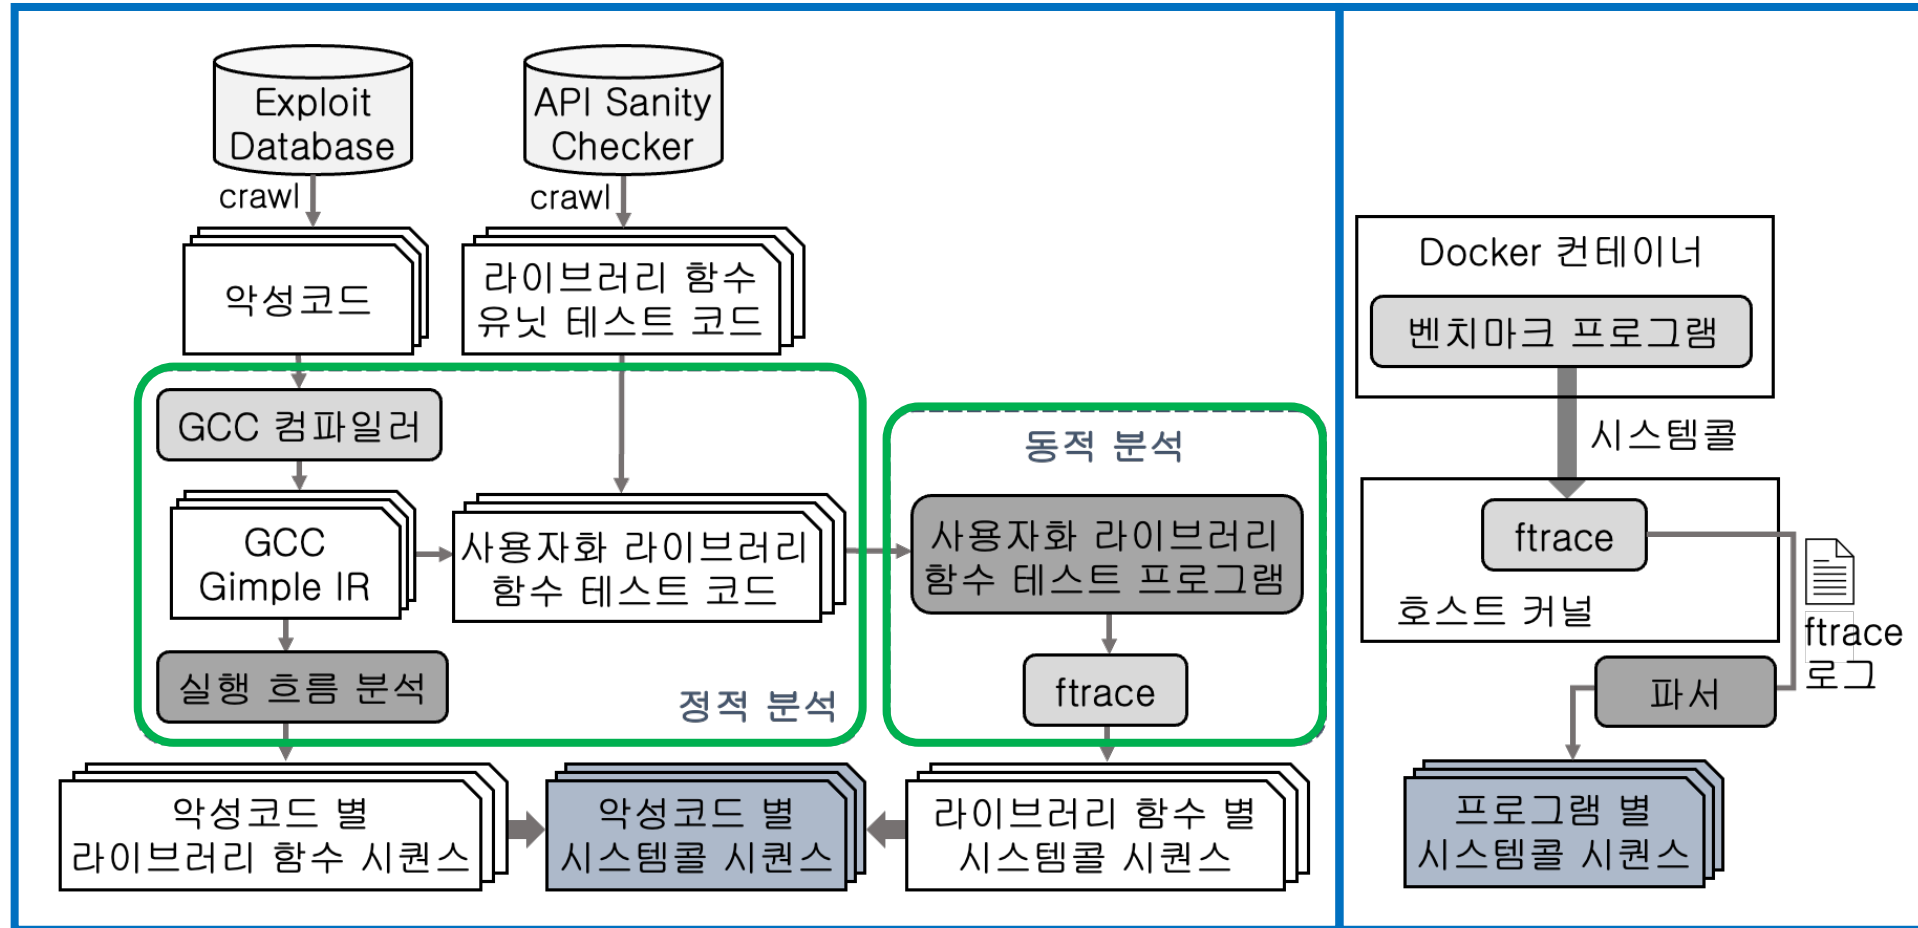 Exploit
Database
API Sanity
Checker
crawl
crawl
악성코드
라이브러리 함수
유닛 테스트 코드
GCC 컴파일러
GCC
Gimple IR
사용자화 라이브러리
함수 테스트 코드
실행 흐름 분석
정적 분석
동적 분석
사용자화 라이브러리
함수 테스트 프로그램
ftrace
악성코드 별
라이브러리 함수 시퀀스
악성코드 별
시스템콜 시퀀스
라이브러리 함수 별
시스템콜 시퀀스
Docker 컨테이너
벤치마크 프로그램
시스템콜
ftrace
호스트 커널
ftrace
로그
파서
프로그램 별
시스템콜 시퀀스